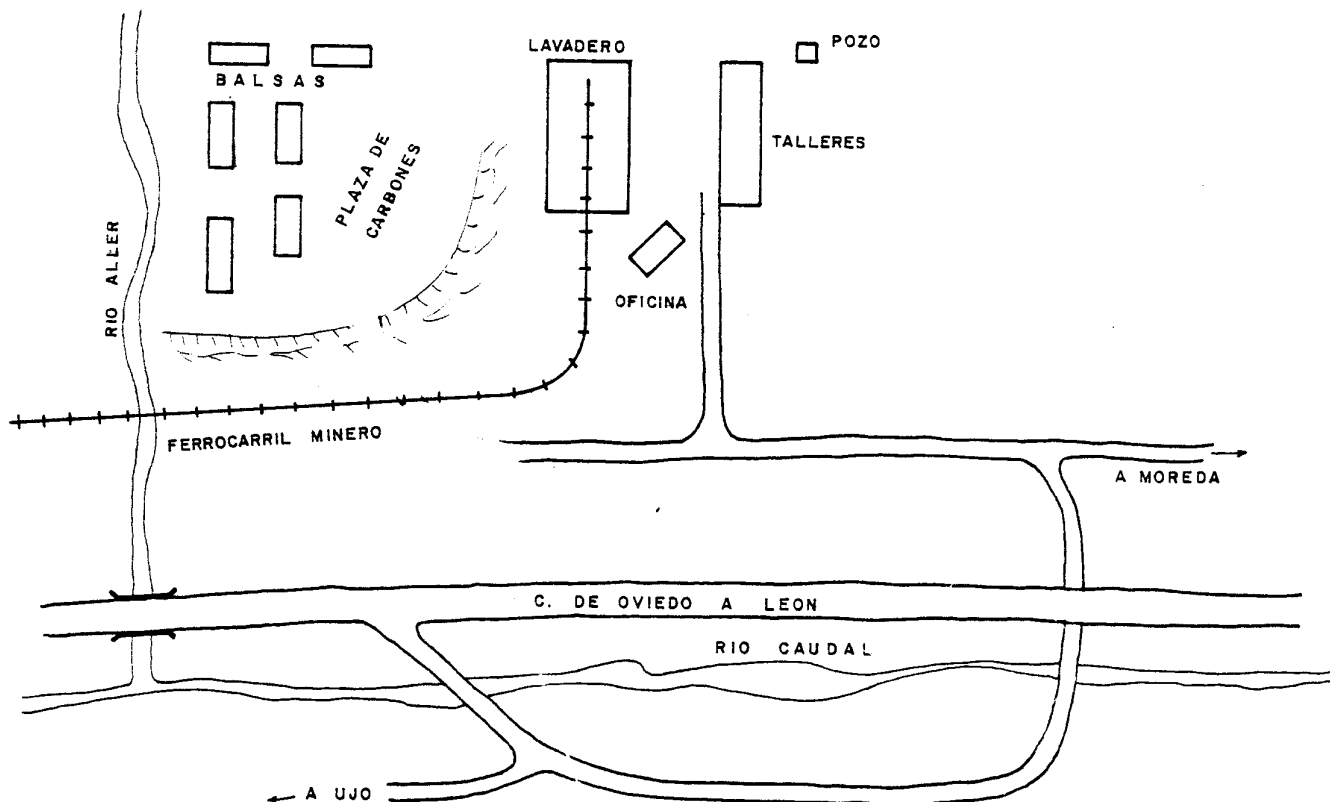 LAVADERO
POZO
BALSAS
TALLERES
PLAZA DE
CARBONES
RIO ALLER
OFICINA
FERROCARRIL MINERO
A MOREDA
C. DE OVIEDO A LEON
RIO CAUDAL
A UJO